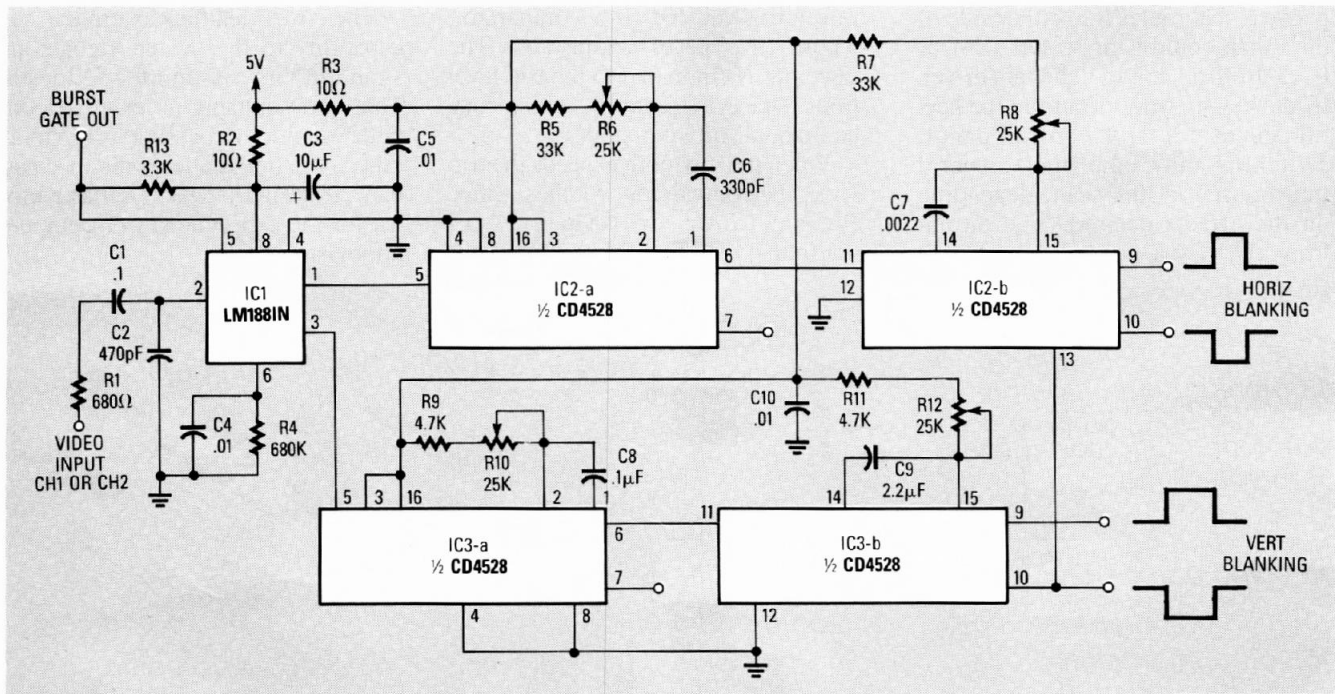 BURST
GATE OUT
5V
R13
3.3K
R2
10Ω
R3
10Ω
C3
10µF
+
C5
.01
R5
33K
R6
25K
C6
330pF
R7
33K
R8
25K
C7
.0022
5
8
4
4
8
16
3
2
1
14
15
C1
.1
2
IC1
LM188IN
1
5
IC2-a
½ CD4528
6
7
11
12
IC2-b
½ CD4528
9
10
13
HORIZ
BLANKING
C2
470pF
3
6
R1
680Ω
VIDEO
INPUT
CH1 OR CH2
C4
.01
R4
680K
R9
4.7K
R10
25K
C8
.1µF
C10
.01
R11
4.7K
R12
25K
C9
2.2µF
5
3
16
2
1
14
15
IC3-a
½ CD4528
6
7
4
8
11
IC3-b
½ CD4528
9
10
12
VERT
BLANKING